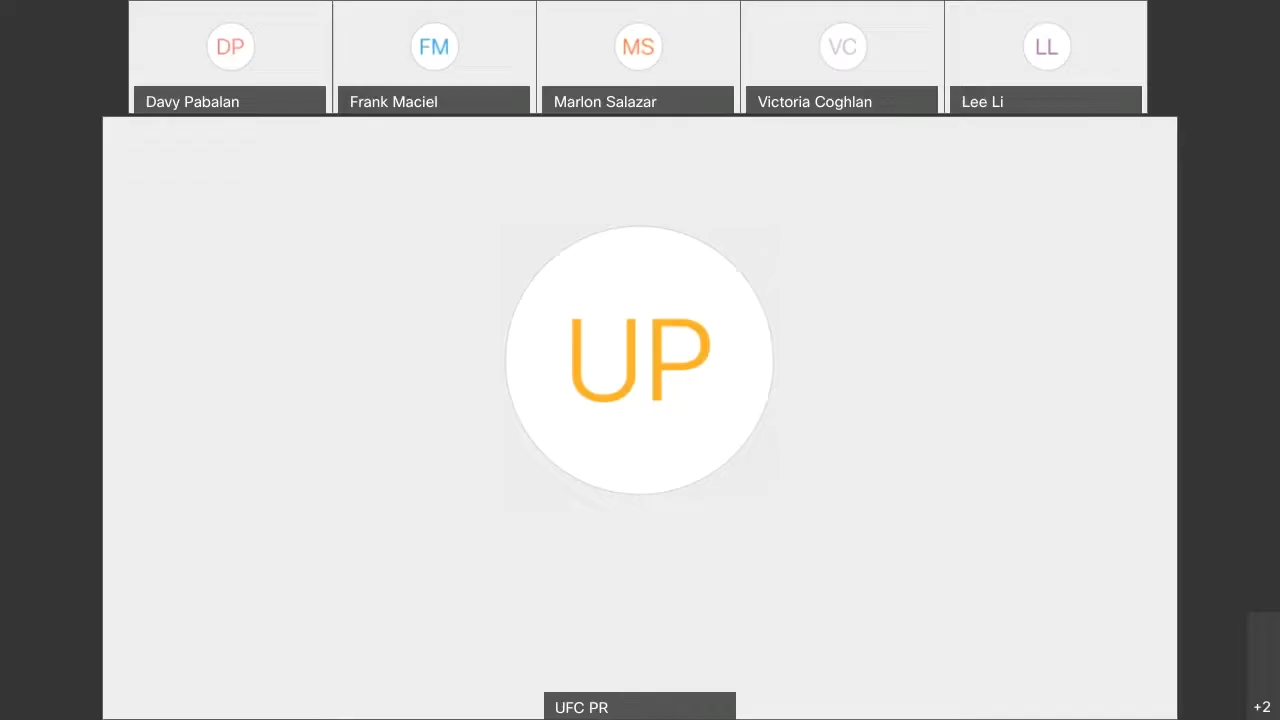 DP
FM
MS
VC
LL
Davy Pabalan
Frank Maciel
Marlon Salazar
Victoria Coghlan
Lee Li
UP
UFC PR
+2